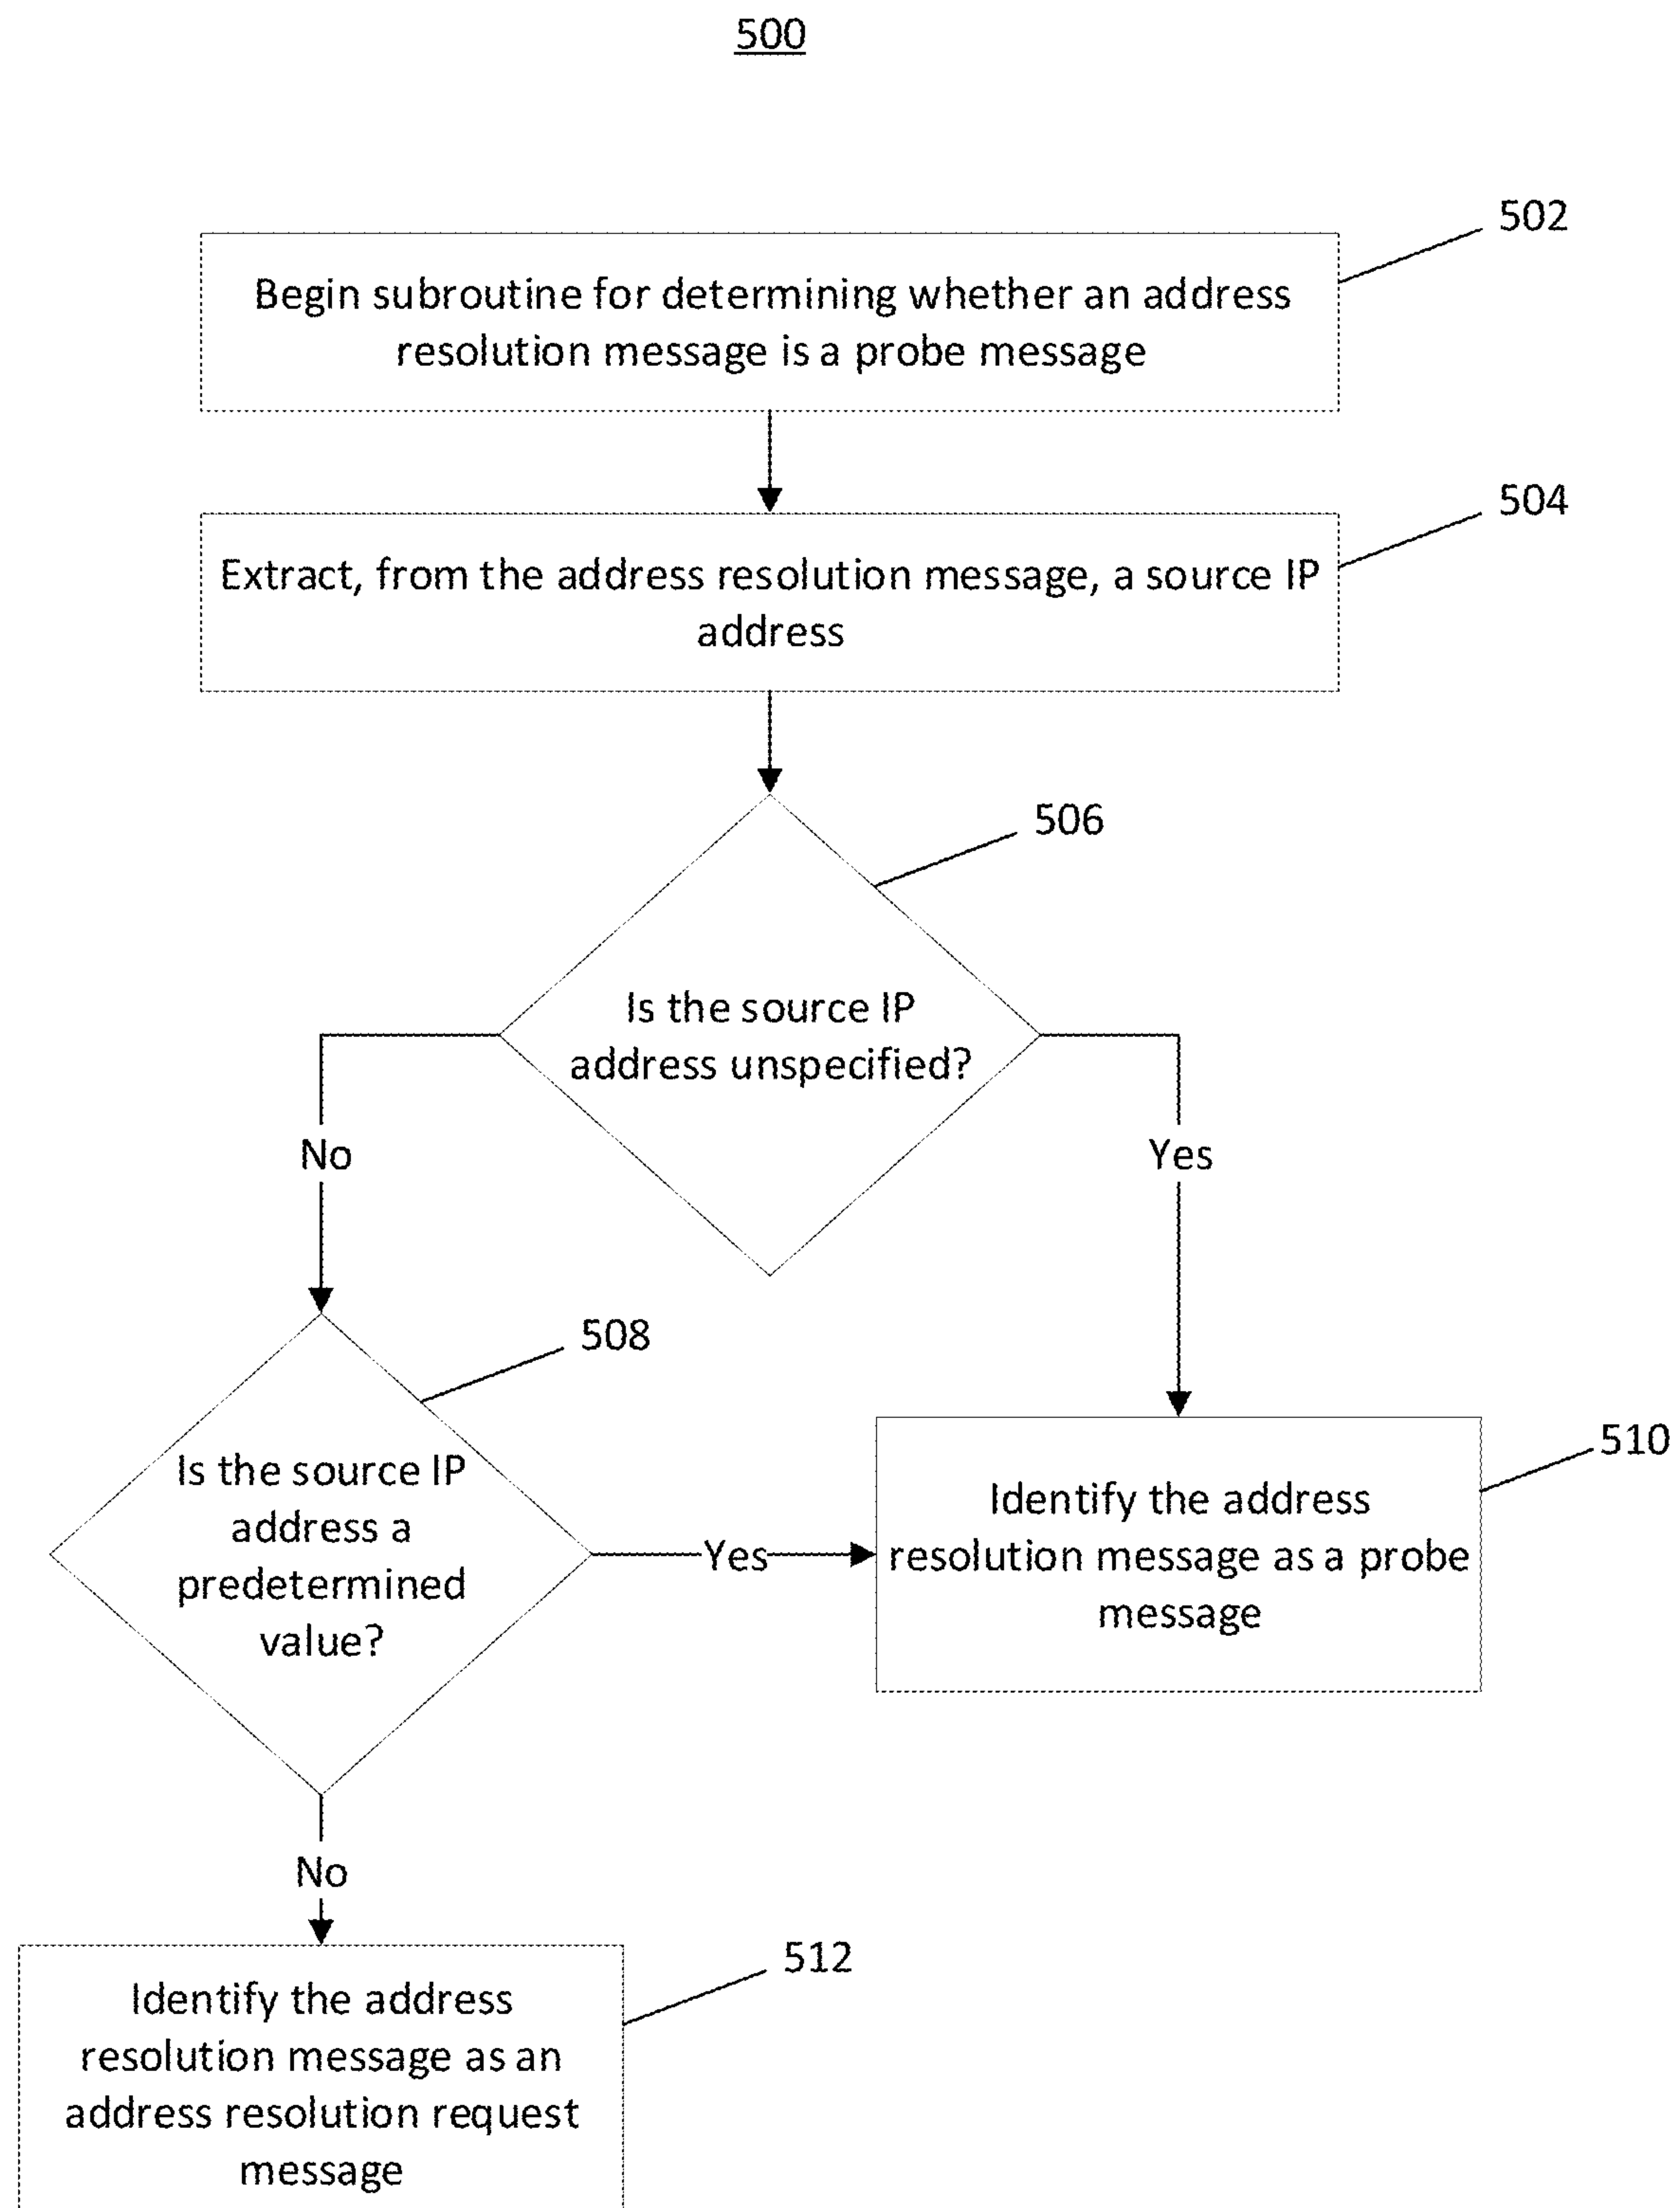 500
502
Begin subroutine for determining whether an address
resolution message is a probe message
504
Extract, from the address resolution message, a source IP
address
506
Is the source IP
address unspecified?
No
Yes
508
Is the source IP
address a
predetermined
value?
Yes
510
Identify the address
resolution message as a probe
message
No
512
Identify the address
resolution message as an
address resolution request
message